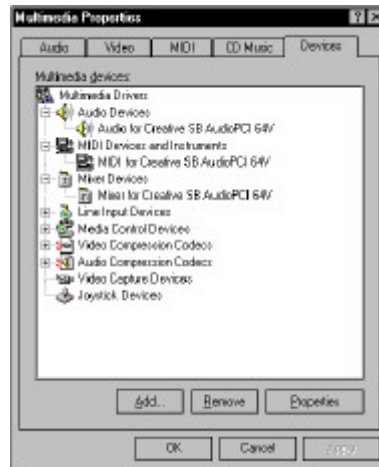 Multimedia Properties
Audio
Video
MIDI
CD Music
Devices
Multimedia devices:
Multimedia Drivers
Audio Devices
Audio for Creative SB AudioPCI 64V
MIDI Devices and Instruments
MIDI for Creative SB AudioPCI 64V
Mixer Devices
Mixer for Creative SB AudioPCI 64V
Line Input Devices
Media Control Devices
Video Compression Codecs
Audio Compression Codecs
Video Capture Devices
Joystick Devices
Add...
Remove
Properties
OK
Cancel
Apply